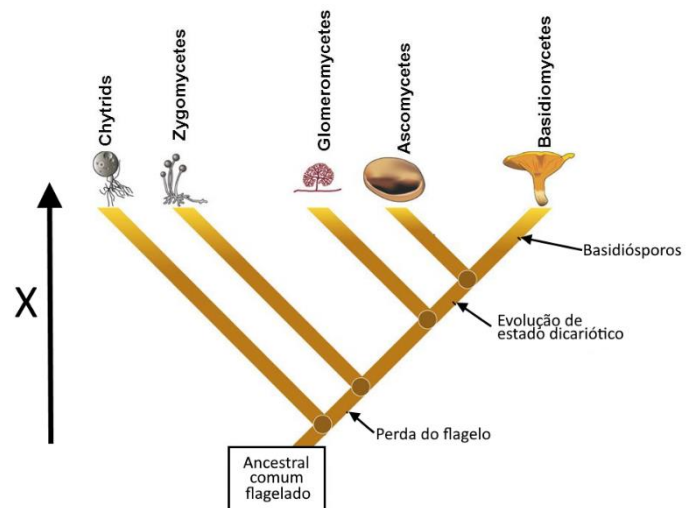 Chytrids
Zygomycetes
Glomeromycetes
Ascomycetes
Basidiomycetes
X
Basidiósporos
Evolução de
estado dicariótico
Perda do flagelo
Ancestral
comum
flagelado